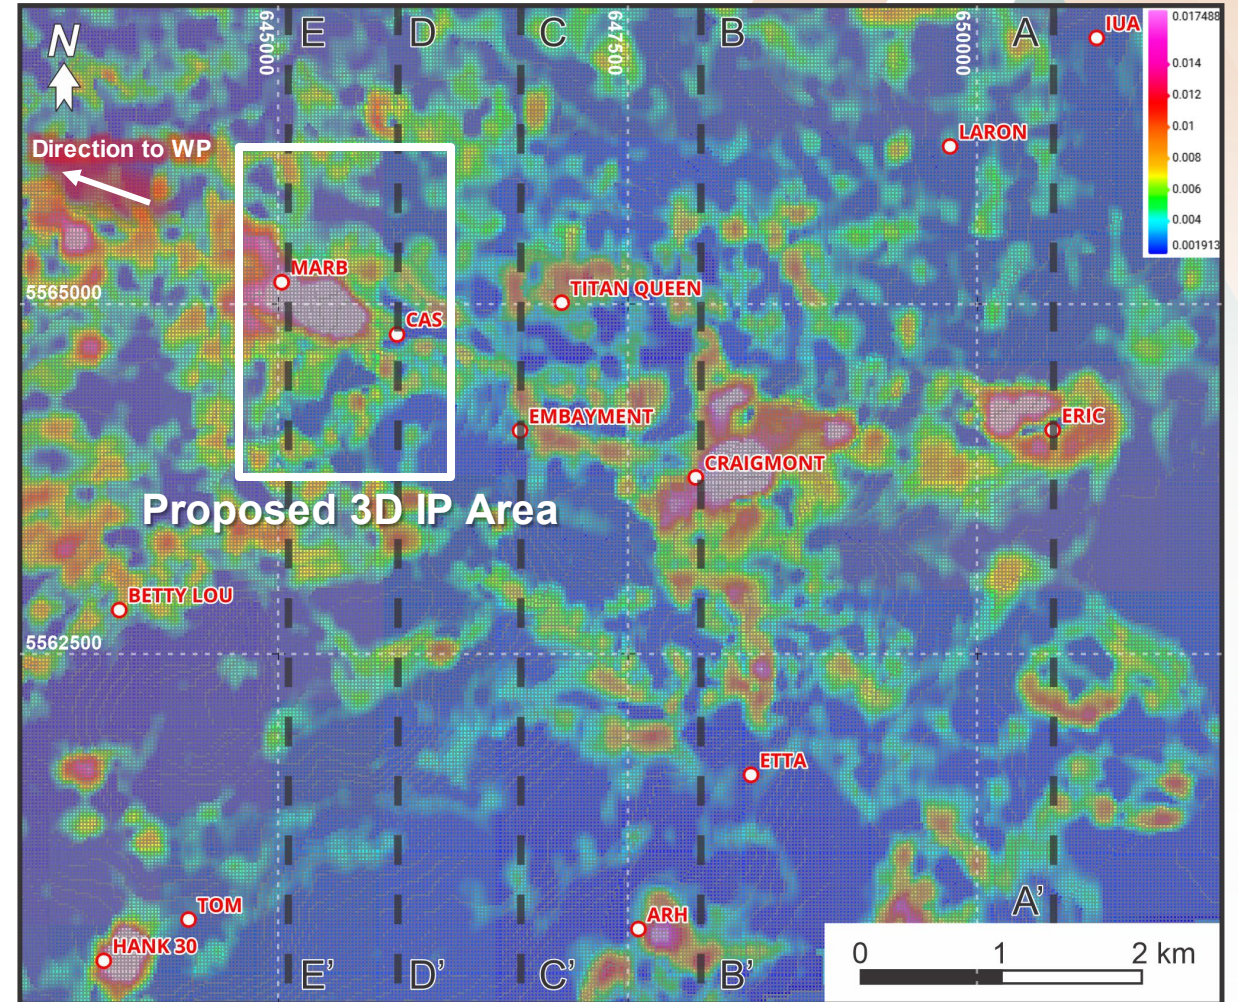 N
645000
E
D
C
647500
B
650000
A
IUA
0.017488
0.014
0.012
0.01
0.008
0.006
0.004
0.001913
LARON
Direction to WP
MARB
5565000
TITAN QUEEN
CAS
EMBAYMENT
ERIC
CRAIGMONT
Proposed 3D IP Area
BETTY LOU
5562500
ETTA
TOM
ARH
A’
HANK 30
E’
D’
C’
B’
0 1 2 km